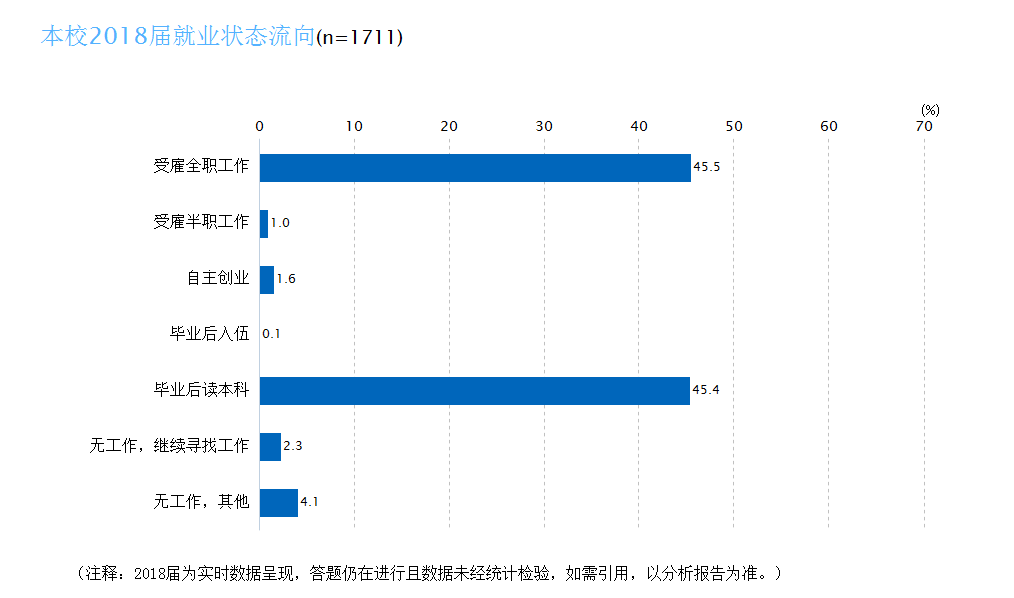 本校2018届就业状态流向(n=1711)
(%)
0 10 20 30 40 50 60 70
受雇全职工作 45.5
受雇半职工作 1.0
自主创业 1.6
毕业后入伍 0.1
毕业后读本科 45.4
无工作，继续寻找工作 2.3
无工作，其他 4.1
（注释：2018届为实时数据呈现，答题仍在进行且数据未经统计检验，如需引用，以分析报告为准。）